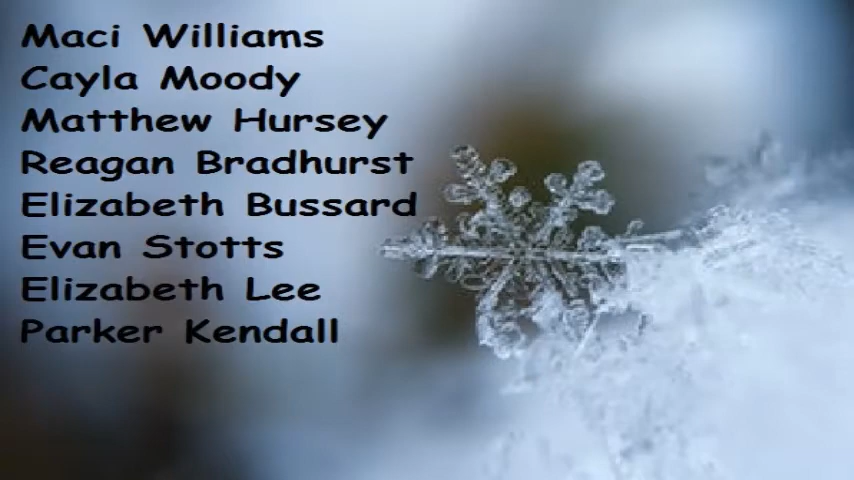 Maci Williams
Cayla Moody
Matthew Hursey
Reagan Bradhurst
Elizabeth Bussard
Evan Stotts
Elizabeth Lee
Parker Kendall